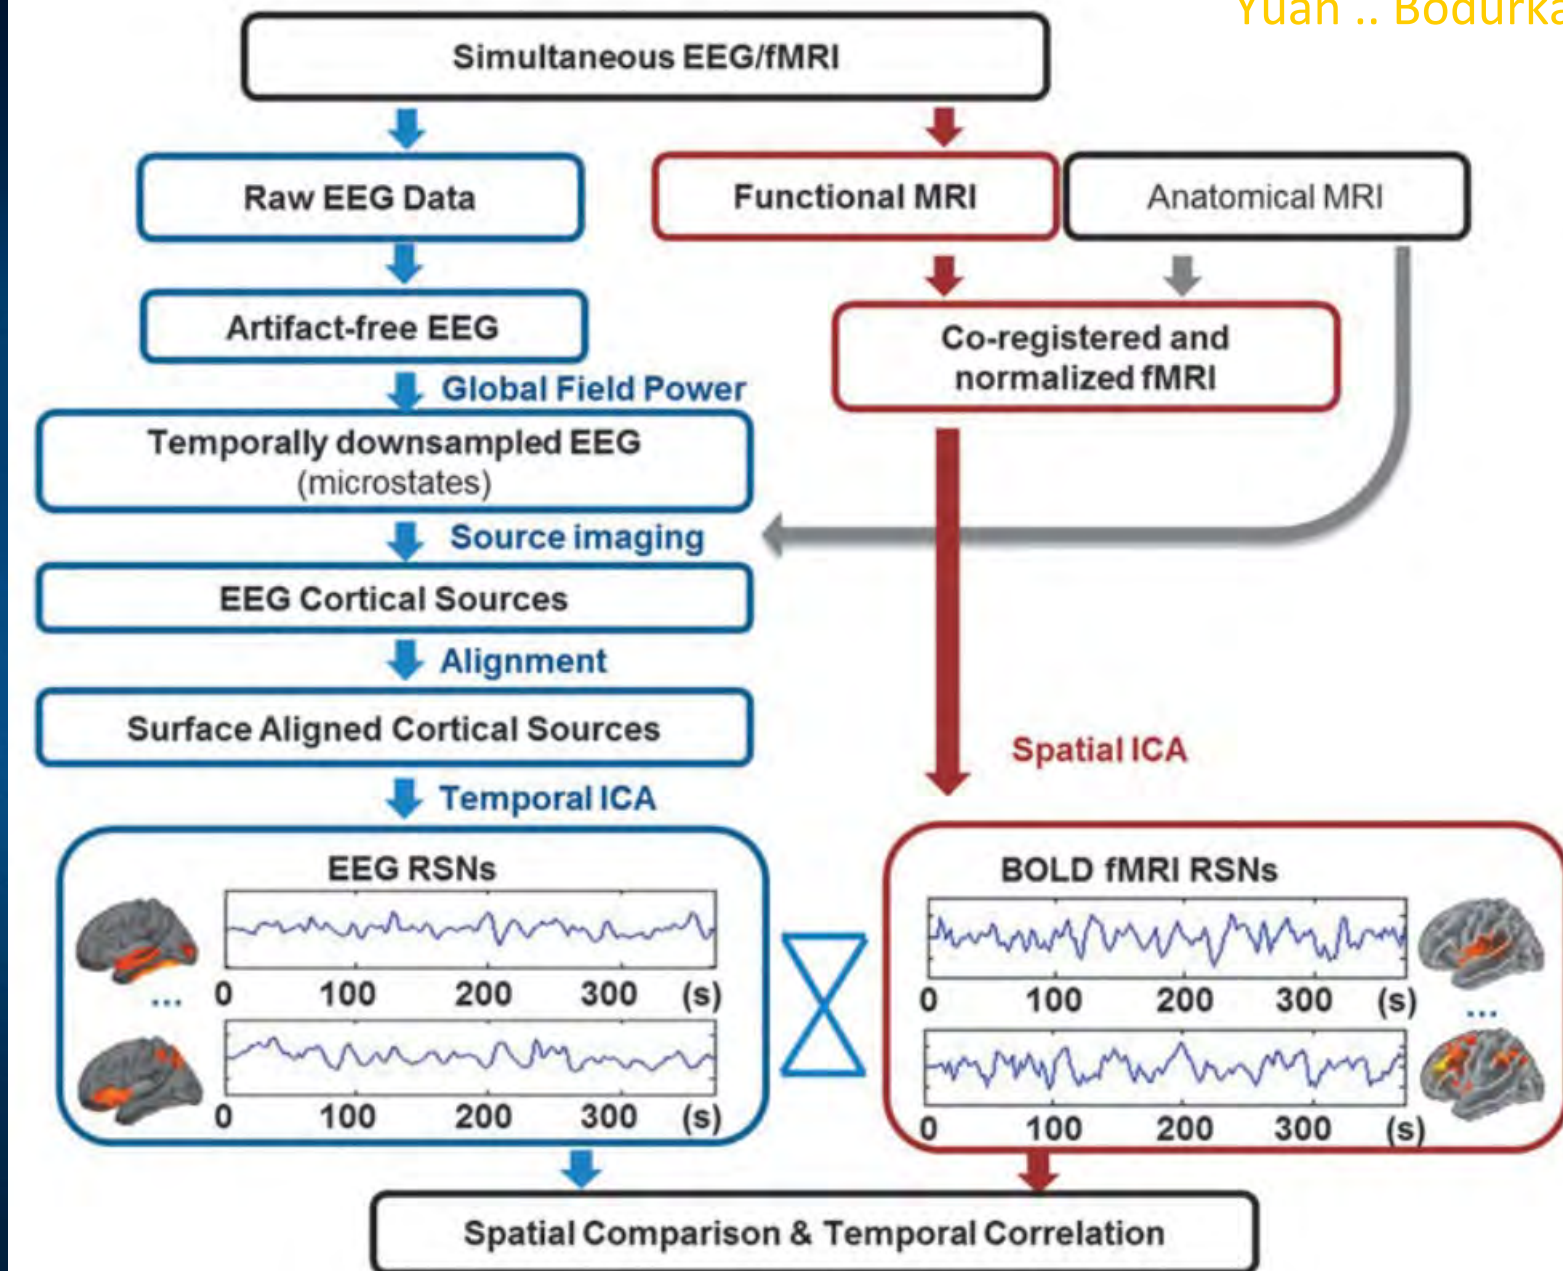 Yuan .. Bodurka
Simultaneous EEG/fMRI
Raw EEG Data
Functional MRI
Anatomical MRI
Artifact-free EEG
Co-registered and
normalized fMRI
Global Field Power
Temporally downsampled EEG
(microstates)
Source imaging
EEG Cortical Sources
Alignment
Surface Aligned Cortical Sources
Temporal ICA
Spatial ICA
EEG RSNs
...
0 100 200 300 (s)
0 100 200 300 (s)
BOLD fMRI RSNs
0 100 200 300 (s)
...
0 100 200 300 (s)
Spatial Comparison & Temporal Correlation